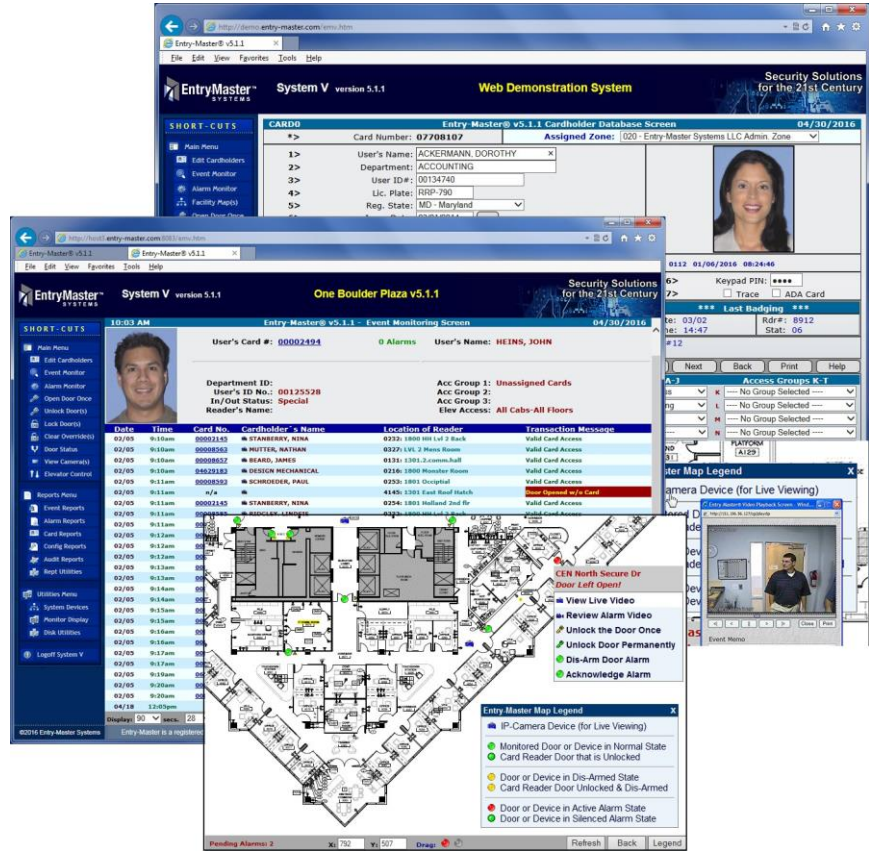 http://demo.entry-master.com/emv.htm
Entry-Master® v5.1.1
File Edit View Favorites Tools Help
EntryMaster™ SYSTEMS
System V version 5.1.1
Web Demonstration System
Security Solutions for the 21st Century
SHORT-CUTS
Main Menu
Edit Cardholders
Event Monitor
Alarm Monitor
Facility Map(s)
Open Door Once
CARD0 Entry-Master® v5.1.1 Cardholder Database Screen 04/30/2016
*> Card Number: 07708107 Assigned Zone: 020 - Entry-Master Systems LLC Admin. Zone
1> User's Name: ACKERMANN, DOROTHY
2> Department: ACCOUNTING
3> User ID#: 00134740
4> Lic. Plate: RRP-790
5> Reg. State: MD - Maryland
0112 01/06/2016 08:24:46
6> Keypad PIN: ••••
7> Trace ADA Card
*** Last Badging ***
te: 03/02 Rdr#: 8912
ne: 14:47 Stat: 06
#12
Next Back Print Help
A-J Access Groups K-T
K ---- No Group Selected ----
L ---- No Group Selected ----
M ---- No Group Selected ----
N ---- No Group Selected ----
PLATFORM
A129
ster Map Legend X
amera Device (for Live Viewing)
Entry-Master® Video Playback Screen - Wind...
Close Print
Event Memo
http://host5.entry-master.com:8081/emv.htm
Entry-Master® v5.1.1
Entry-Master® v5.1.1
File Edit View Favorites Tools Help
EntryMaster™ SYSTEMS
System V version 5.1.1
One Boulder Plaza v5.1.1
Security Solutions for the 21st Century
SHORT-CUTS
Main Menu
Edit Cardholders
Event Monitor
Alarm Monitor
Open Door Once
Unlock Door(s)
Lock Door(s)
Clear Override(s)
Door Status
View Camera(s)
Elevator Control
Reports Menu
Event Reports
Alarm Reports
Card Reports
Config Reports
Audit Reports
Rept Utilities
Utilities Menu
System Devices
Monitor Display
Disk Utilities
Logoff System V
©2016 Entry-Master Systems
10:03 AM Entry-Master® v5.1.1 - Event Monitoring Screen 04/30/2016
User's Card #: 00002494 0 Alarms User's Name: HEINS, JOHN
Department ID: Acc Group 1: Unassigned Cards
User's ID No.: 00125528 Acc Group 2:
In/Out Status: Special Acc Group 3:
Reader's Name: Elev Access: All Cabs-All Floors
Date Time Card No. Cardholder`s Name Location of Reader Transaction Message
02/05 9:10am 00002145 STANBERRY, NINA 0232: 1800 HH Lvl 2 Back Valid Card Access
02/05 9:10am 00008563 MUTTER, NATHAN 0327: LVL 2 Mens Room Valid Card Access
02/05 9:10am 00008657 BEARD, JAMES 0131: 1301.2.comm.hall Valid Card Access
02/05 9:10am 04629183 DESIGN MECHANICAL 0216: 1800 Monster Room Valid Card Access
02/05 9:11am 00008593 SCHROEDER, PAUL 0253: 1801 Occiptial Valid Card Access
02/05 9:11am n/a 4145: 1301 East Roof Hatch Door Opened w/o Card
02/05 9:11am 00002145 STANBERRY, NINA 0254: 1801 Holland 2nd flr Valid Card Access
02/05 9:11am
02/05 9:12am
02/05 9:12am
02/05 9:13am
02/05 9:13am
02/05 9:14am
02/05 9:14am
02/05 9:15am
02/05 9:15am
02/05 9:16am
02/05 9:17am
02/05 9:17am
02/05 9:19am
02/05 9:20am
02/05 9:20am
04/18 12:05pm
Display: 90 secs. 28
Entry-Master is a registered
CEN North Secure Dr
Door Left Open!
View Live Video
Review Alarm Video
Unlock the Door Once
Unlock Door Permanently
Dis-Arm Door Alarm
Acknowledge Alarm
Entry-Master Map Legend X
IP-Camera Device (for Live Viewing)
Monitored Door or Device in Normal State
Card Reader Door that is Unlocked
Door or Device in Dis-Armed State
Card Reader Door Unlocked & Dis-Armed
Door or Device in Active Alarm State
Door or Device in Silenced Alarm State
Pending Alarms: 2 X: 792 Y: 507 Drag: Refresh Back Legend